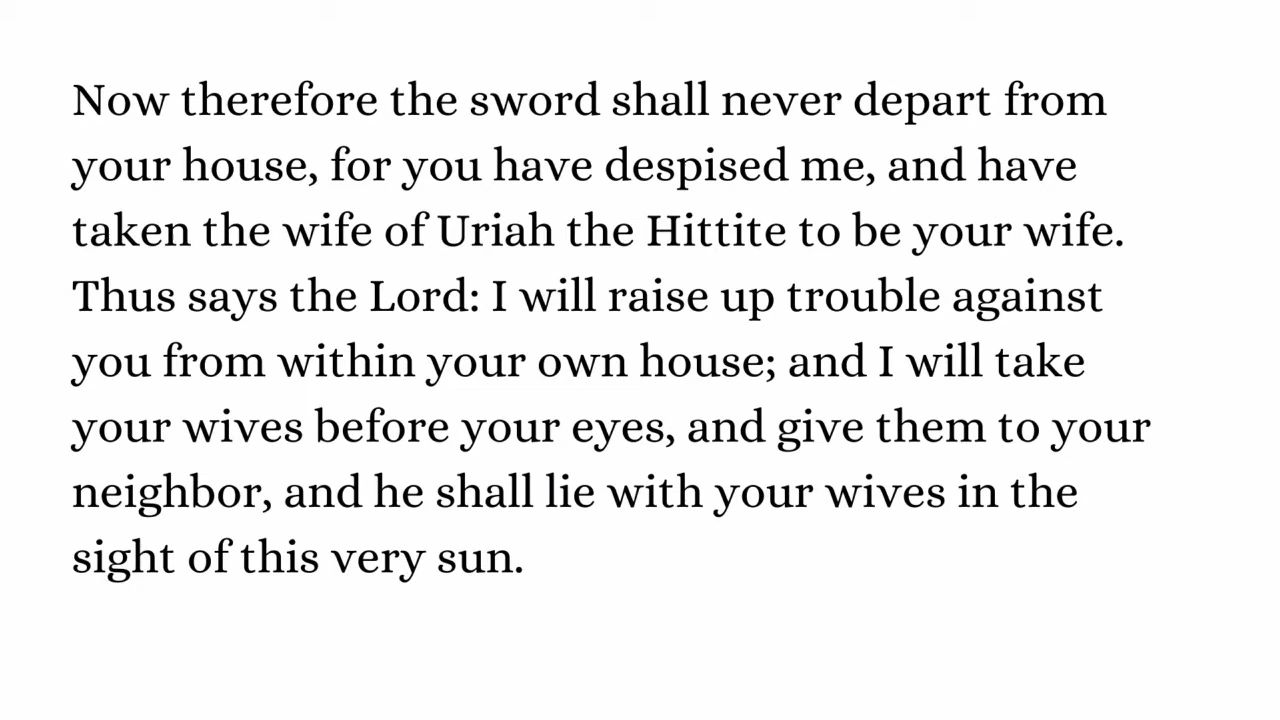 Now therefore the sword shall never depart from
your house, for you have despised me, and have
taken the wife of Uriah the Hittite to be your wife.
Thus says the Lord: I will raise up trouble against
you from within your own house; and I will take
your wives before your eyes, and give them to your
neighbor, and he shall lie with your wives in the
sight of this very sun.